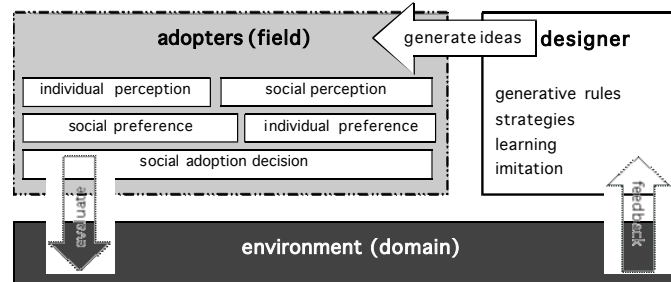 adopters (field)
generate ideas
designer
individual perception
social perception
social preference
individual preference
social adoption decision
generative rules
strategies
learning
imitation
evaluate
feedback
environment (domain)